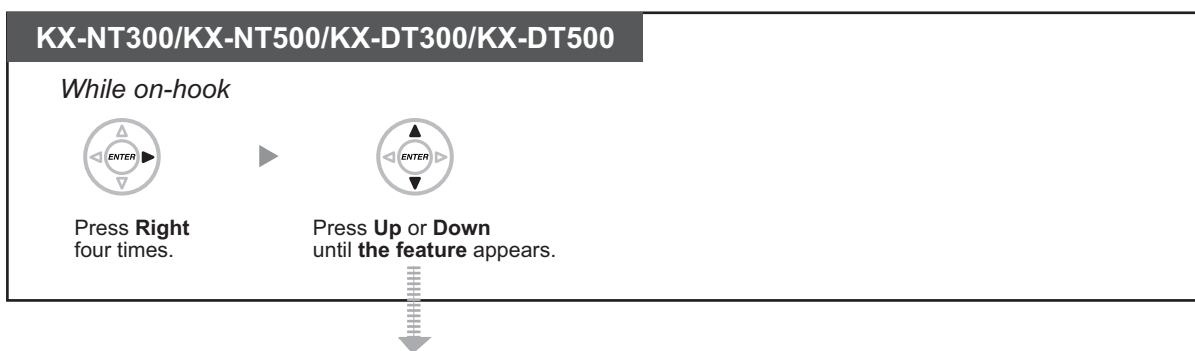 KX-NT300/KX-NT500/KX-DT300/KX-DT500
While on-hook
ENTER
ENTER
Press Right
four times.
Press Up or Down
until the feature appears.